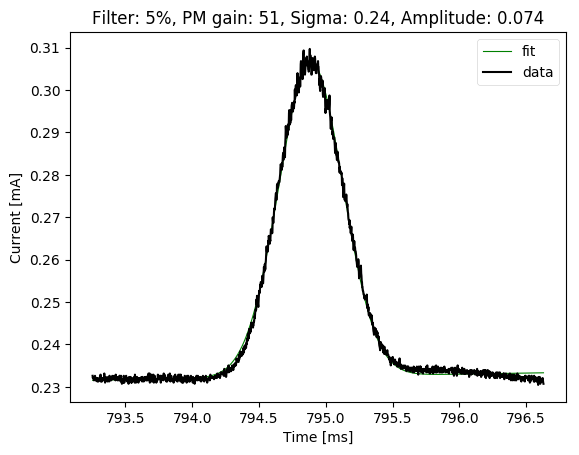 Filter: 5%, PM gain: 51, Sigma: 0.24, Amplitude: 0.074
fit
data
0.31
0.30
0.29
0.28
0.27
0.26
0.25
0.24
0.23
Current [mA]
793.5 794.0 794.5 795.0 795.5 796.0 796.5
Time [ms]